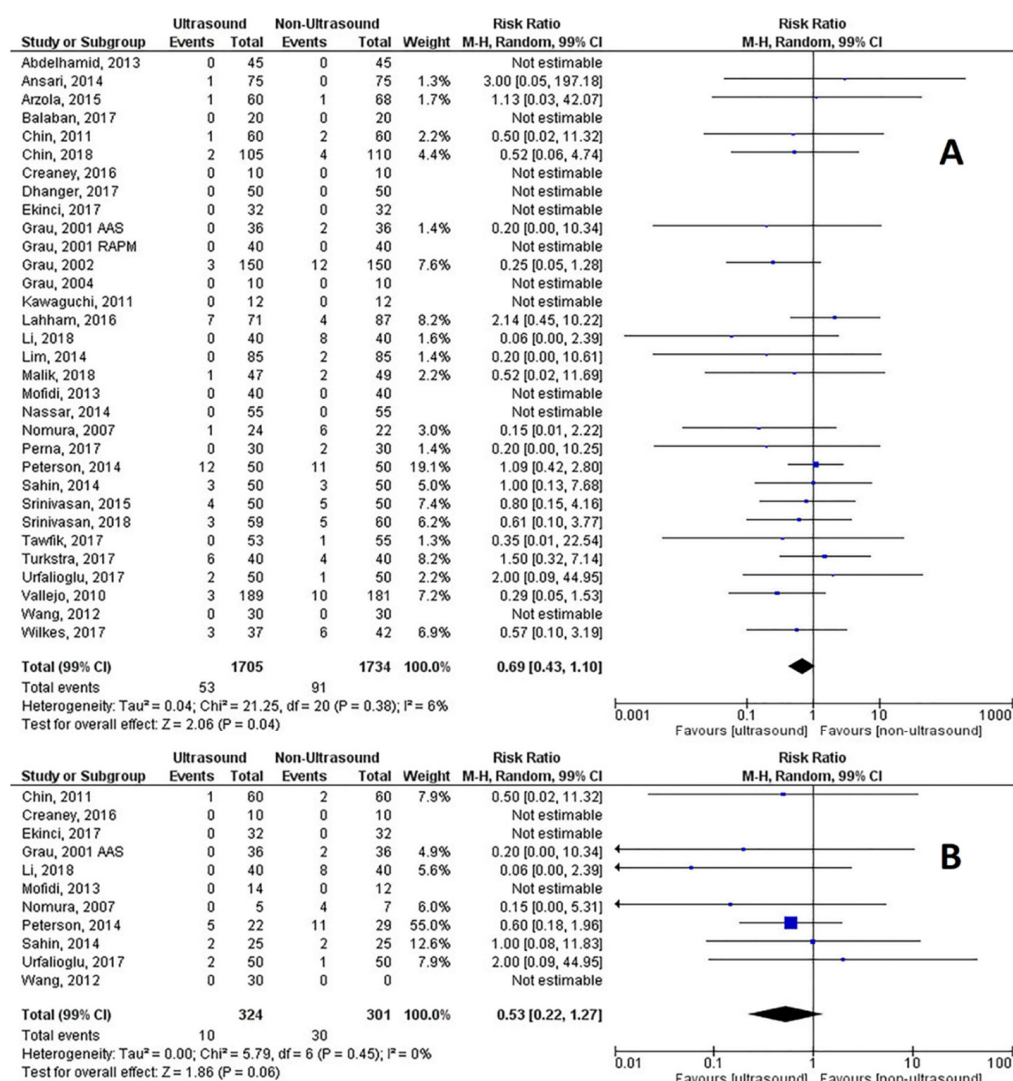 Ultrasound Non-Ultrasound Risk Ratio Risk Ratio
Study or Subgroup Events Total Events Total Weight M-H, Random, 99% CI M-H, Random, 99% CI
Abdelhamid, 2013 0 45 0 45 Not estimable
Ansari, 2014 1 75 0 75 1.3% 3.00 [0.05, 197.18]
Arzola, 2015 1 60 1 68 1.7% 1.13 [0.03, 42.07]
Balaban, 2017 0 20 0 20 Not estimable
Chin, 2011 1 60 2 60 2.2% 0.50 [0.02, 11.32]
Chin, 2018 2 105 4 110 4.4% 0.52 [0.06, 4.74]
A
Creaney, 2016 0 10 0 10 Not estimable
Dhanger, 2017 0 50 0 50 Not estimable
Ekinci, 2017 0 32 0 32 Not estimable
Grau, 2001 AAS 0 36 2 36 1.4% 0.20 [0.00, 10.34]
Grau, 2001 RAPM 0 40 0 40 Not estimable
Grau, 2002 3 150 12 150 7.6% 0.25 [0.05, 1.28]
Grau, 2004 0 10 0 10 Not estimable
Kawaguchi, 2011 0 12 0 12 Not estimable
Lahham, 2016 7 71 4 87 8.2% 2.14 [0.45, 10.22]
Li, 2018 0 40 8 40 1.6% 0.06 [0.00, 2.39]
Lim, 2014 0 85 2 85 1.4% 0.20 [0.00, 10.61]
Malik, 2018 1 47 2 49 2.2% 0.52 [0.02, 11.69]
Mofidi, 2013 0 40 0 40 Not estimable
Nassar, 2014 0 55 0 55 Not estimable
Nomura, 2007 1 24 6 22 3.0% 0.15 [0.01, 2.22]
Perna, 2017 0 30 2 30 1.4% 0.20 [0.00, 10.25]
Peterson, 2014 12 50 11 50 19.1% 1.09 [0.42, 2.80]
Sahin, 2014 3 50 3 50 5.0% 1.00 [0.13, 7.68]
Srinivasan, 2015 4 50 5 50 7.4% 0.80 [0.15, 4.16]
Srinivasan, 2018 3 59 5 60 6.2% 0.61 [0.10, 3.77]
Tawfik, 2017 0 53 1 55 1.3% 0.35 [0.01, 22.54]
Turkstra, 2017 6 40 4 40 8.2% 1.50 [0.32, 7.14]
Urfalioglu, 2017 2 50 1 50 2.2% 2.00 [0.09, 44.95]
Vallejo, 2010 3 189 10 181 7.2% 0.29 [0.05, 1.53]
Wang, 2012 0 30 0 30 Not estimable
Wilkes, 2017 3 37 6 42 6.9% 0.57 [0.10, 3.19]
Total (99% CI) 1705 1734 100.0% 0.69 [0.43, 1.10]
Total events 53 91
Heterogeneity: Tau² = 0.04; Chi² = 21.25, df = 20 (P = 0.38); I² = 6%
Test for overall effect: Z = 2.06 (P = 0.04)
0.001 0.1 1 10 1000
Favours [ultrasound] Favours [non-ultrasound]
Ultrasound Non-Ultrasound Risk Ratio Risk Ratio
Study or Subgroup Events Total Events Total Weight M-H, Random, 99% CI M-H, Random, 99% CI
Chin, 2011 1 60 2 60 7.9% 0.50 [0.02, 11.32]
Creaney, 2016 0 10 0 10 Not estimable
Ekinci, 2017 0 32 0 32 Not estimable
Grau, 2001 AAS 0 36 2 36 4.9% 0.20 [0.00, 10.34]
B
Li, 2018 0 40 8 40 5.6% 0.06 [0.00, 2.39]
Mofidi, 2013 0 14 0 12 Not estimable
Nomura, 2007 0 5 4 7 6.0% 0.15 [0.00, 5.31]
Peterson, 2014 5 22 11 29 55.0% 0.60 [0.18, 1.96]
Sahin, 2014 2 25 2 25 12.6% 1.00 [0.08, 11.83]
Urfalioglu, 2017 2 50 1 50 7.9% 2.00 [0.09, 44.95]
Wang, 2012 0 30 0 0 Not estimable
Total (99% CI) 324 301 100.0% 0.53 [0.22, 1.27]
Total events 10 30
Heterogeneity: Tau² = 0.00; Chi² = 5.79, df = 6 (P = 0.45); I² = 0%
Test for overall effect: Z = 1.86 (P = 0.06)
0.01 0.1 1 10 100
Favours [ultrasound] Favours [non-ultrasound]